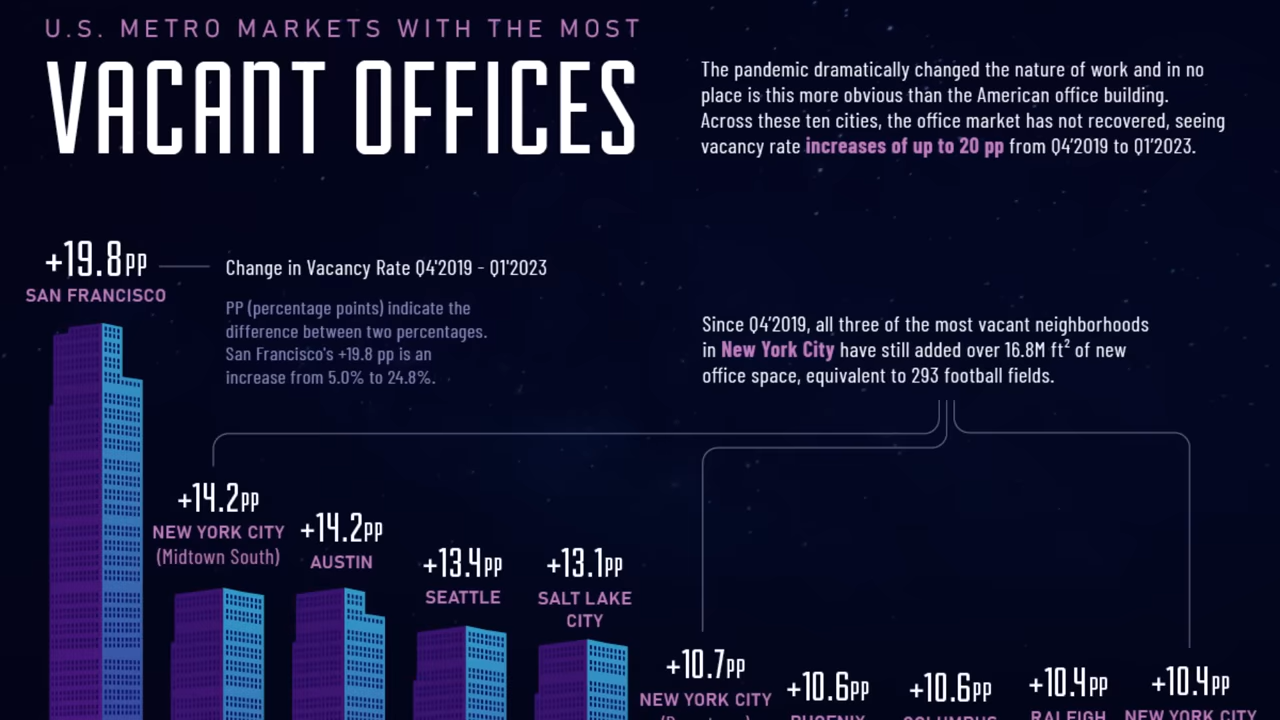 U.S. METRO MARKETS WITH THE MOST
VACANT OFFICES
The pandemic dramatically changed the nature of work and in no
place is this more obvious than the American office building.
Across these ten cities, the office market has not recovered, seeing
vacancy rate increases of up to 20 pp from Q4'2019 to Q1'2023.
+19.8PP
SAN FRANCISCO
Change in Vacancy Rate Q4'2019 - Q1'2023
PP (percentage points) indicate the
difference between two percentages.
San Francisco's +19.8 pp is an
increase from 5.0% to 24.8%.
Since Q4'2019, all three of the most vacant neighborhoods
in New York City have still added over 16.8M ft² of new
office space, equivalent to 293 football fields.
+14.2PP
NEW YORK CITY
(Midtown South)
+14.2PP
AUSTIN
+13.4PP
SEATTLE
+13.1PP
SALT LAKE
CITY
+10.7PP
NEW YORK CITY
+10.6PP
PHOENIX
+10.6PP
COLUMBUS
+10.4PP
RALEIGH
+10.4PP
NEW YORK CITY